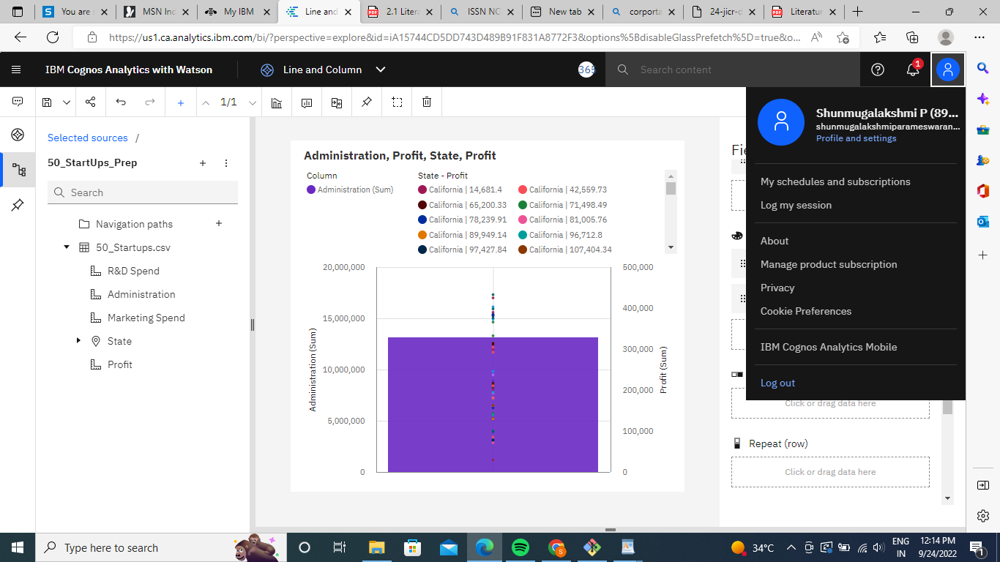 You are s
MSN Ind
My IBM
Line and
2.1 Litera
ISSN NO
New tab
corporta
24-jicr-d
Literatur
https://us1.ca.analytics.ibm.com/bi/?perspective=explore&id=iA15744CD5DD743D489B91F831A8772F3&options%5BdisableGlassPrefetch%5D=true&o...
IBM Cognos Analytics with Watson
Line and Column
365
Search content
1
1/1
Shunmugalakshmi P (89...
shunmugalakshmiparameswaran...
Profile and settings
My schedules and subscriptions
Log my session
About
Manage product subscription
Privacy
Cookie Preferences
IBM Cognos Analytics Mobile
Log out
Selected sources /
50_StartUps_Prep
Search
Navigation paths
50_Startups.csv
R&D Spend
Administration
Marketing Spend
State
Profit
Administration, Profit, State, Profit
Column
Administration (Sum)
State - Profit
California | 14,681.4
California | 42,559.73
California | 65,200.33
California | 71,498.49
California | 78,239.91
California | 81,005.76
California | 89,949.14
California | 96,712.8
California | 97,427.84
California | 107,404.34
20,000,000
15,000,000
10,000,000
5,000,000
0
Administration (Sum)
500,000
400,000
300,000
200,000
100,000
0
Profit (Sum)
Fie
Click or drag data here
Repeat (row)
Click or drag data here
Type here to search
34°C
ENG
IN
12:14 PM
9/24/2022
1